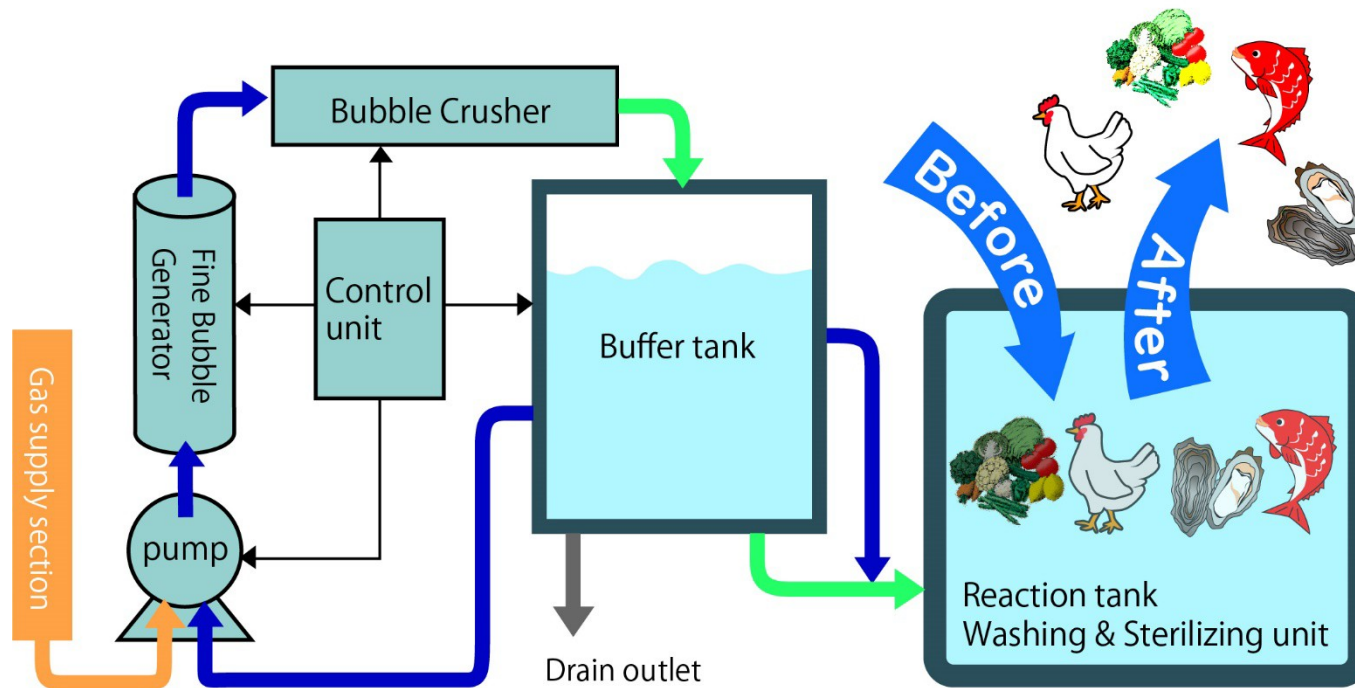 Bubble Crusher
Fine Bubble
Generator
Control
unit
Gas supply section
pump
Buffer tank
Drain outlet
Before
After
Reaction tank
Washing & Sterilizing unit